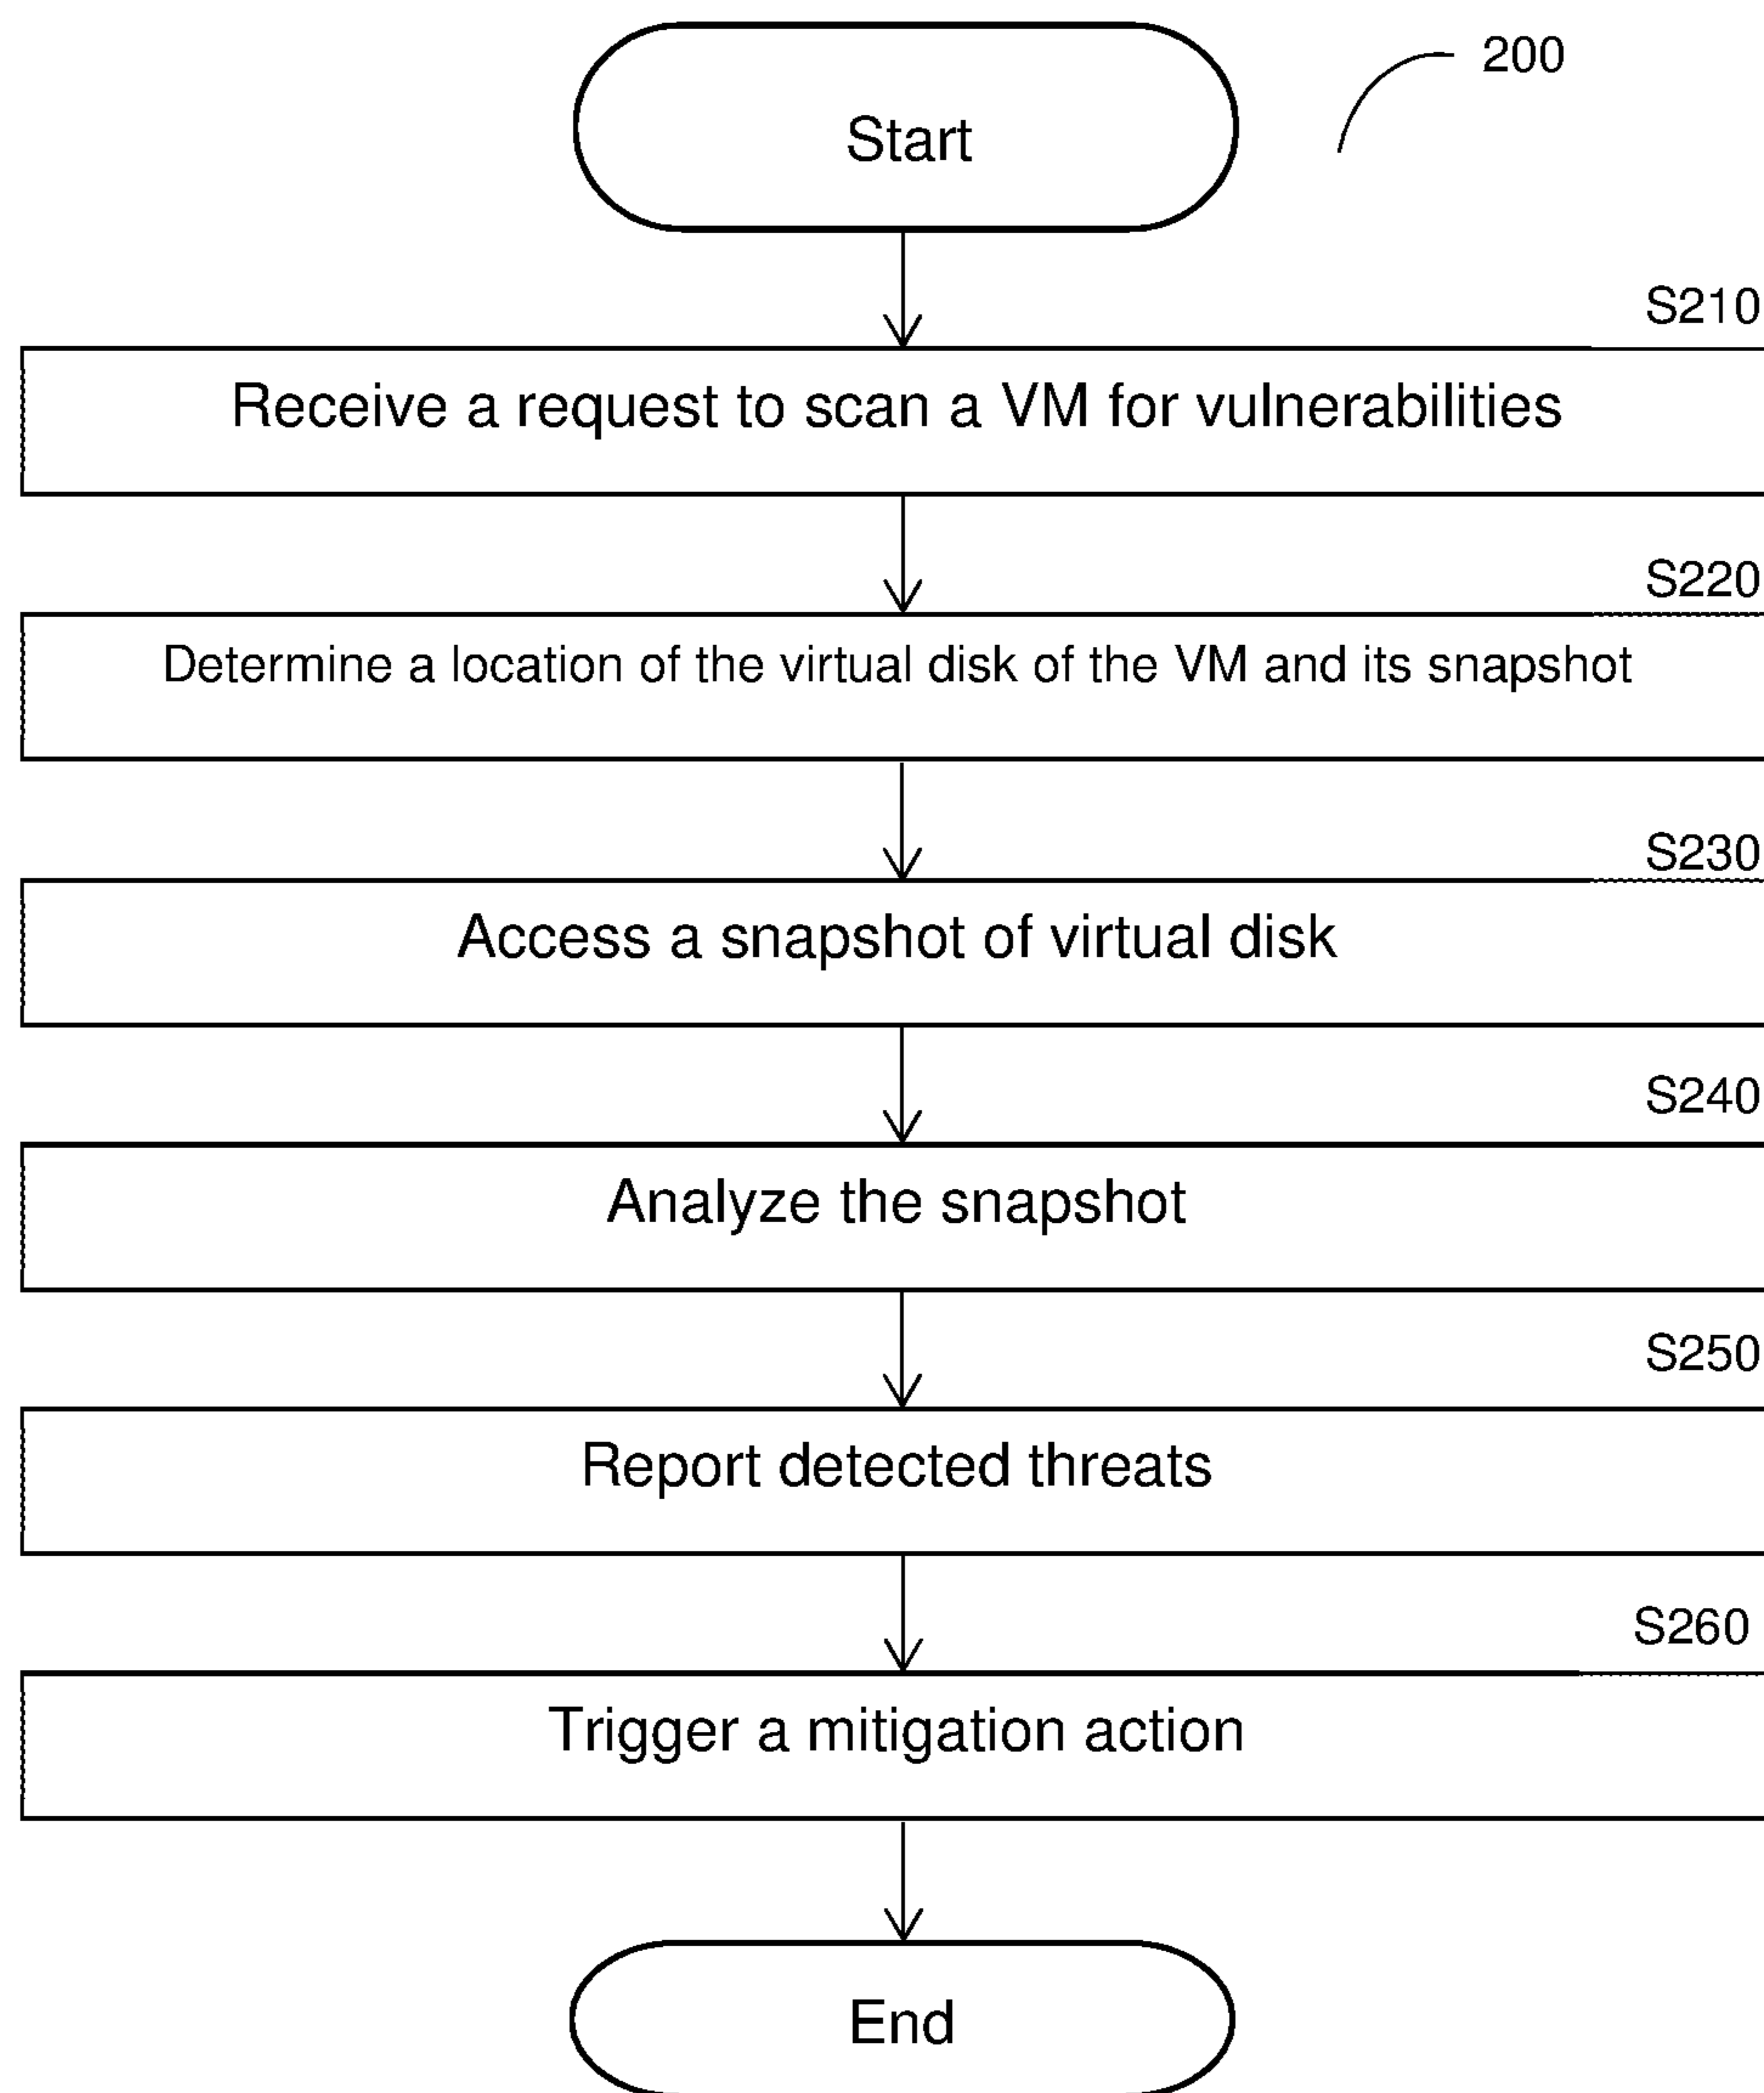 200
Start
S210
Receive a request to scan a VM for vulnerabilities
S220
Determine a location of the virtual disk of the VM and its snapshot
S230
Access a snapshot of virtual disk
S240
Analyze the snapshot
S250
Report detected threats
S260
Trigger a mitigation action
End